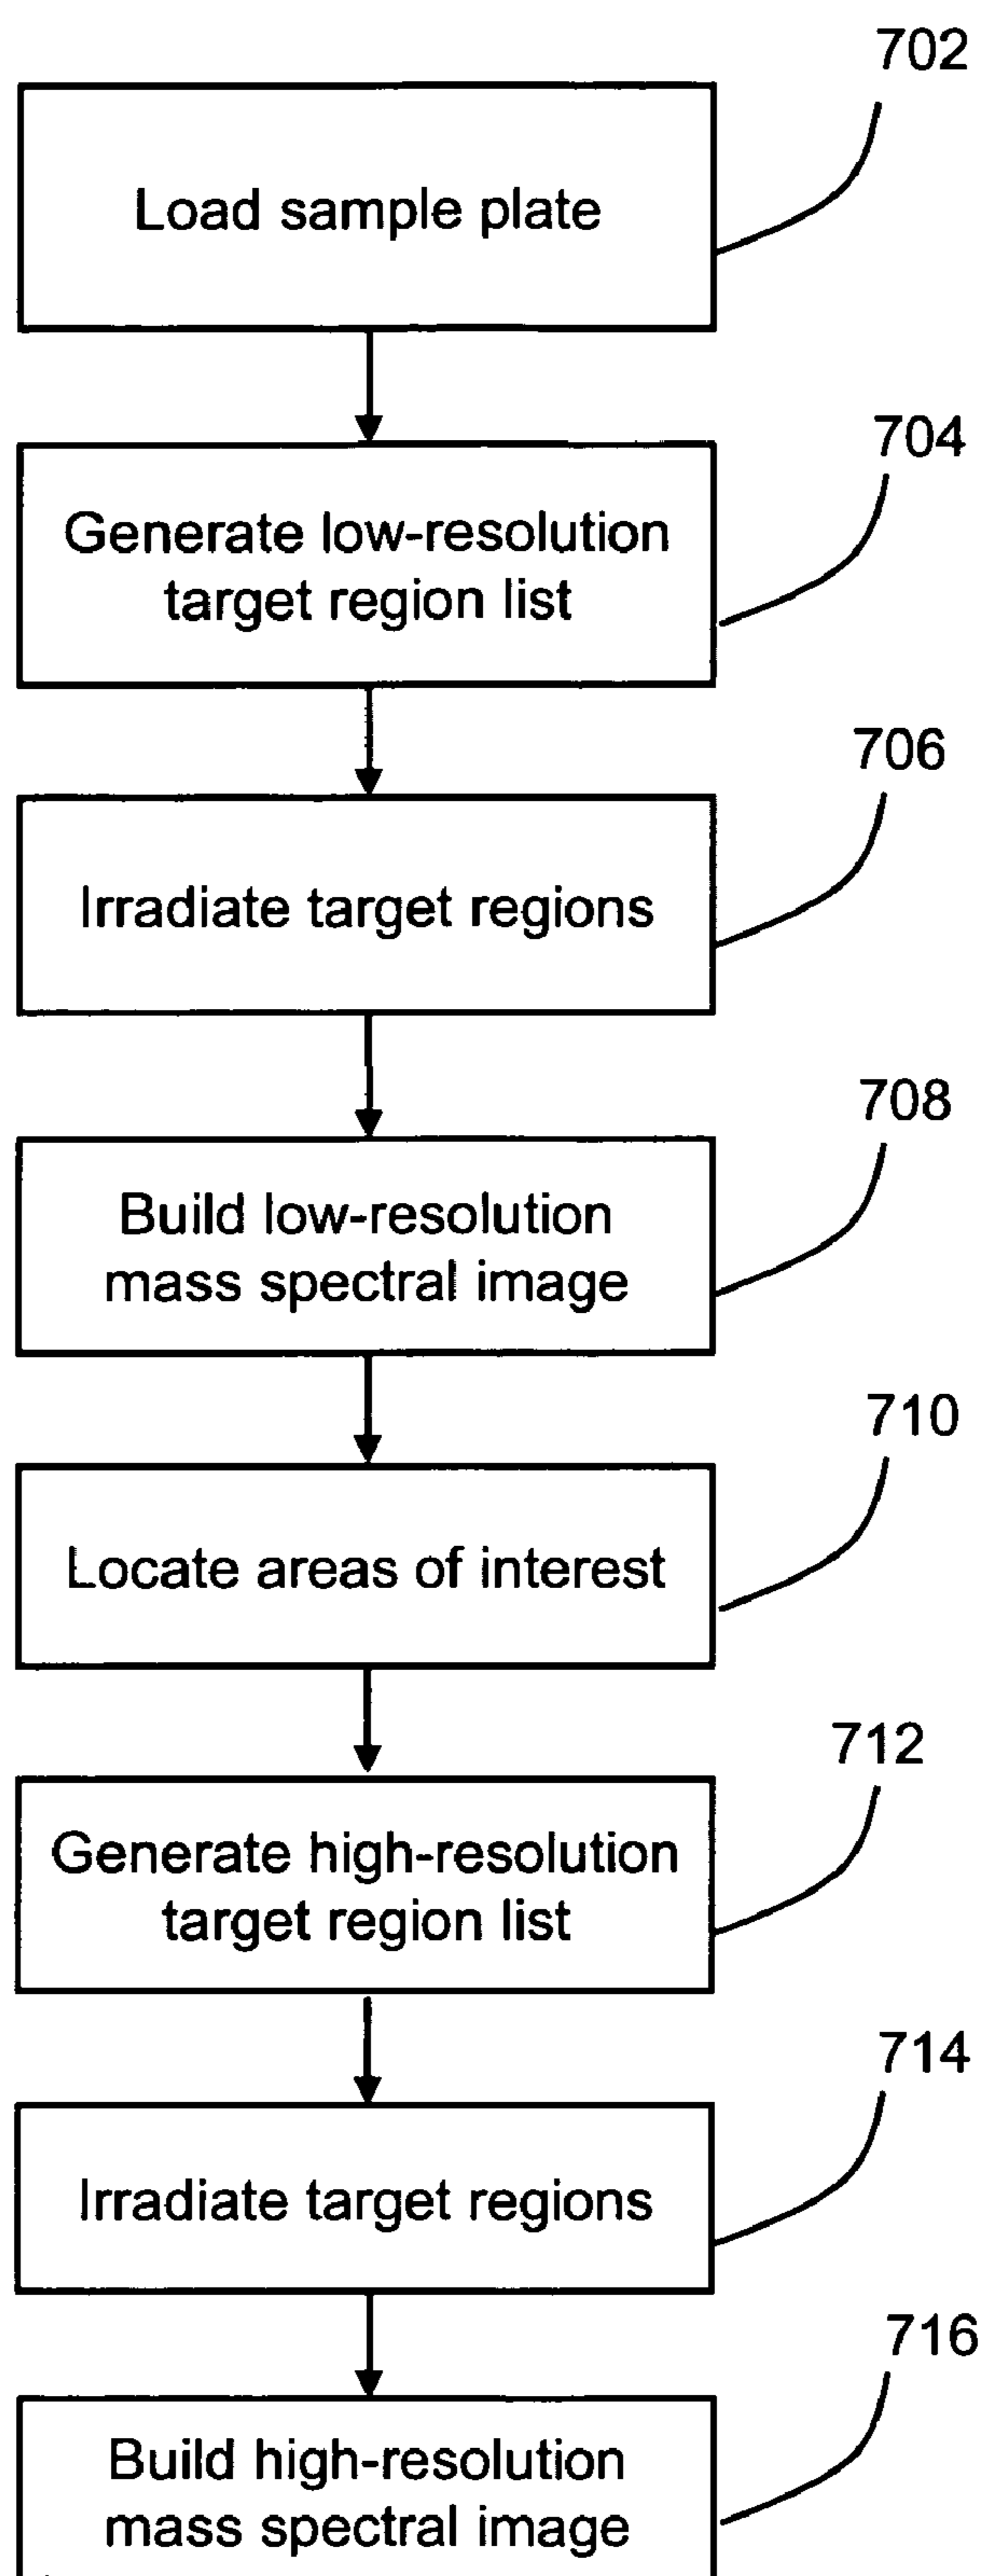 702
Load sample plate
704
Generate low-resolution
target region list
706
Irradiate target regions
708
Build low-resolution
mass spectral image
710
Locate areas of interest
712
Generate high-resolution
target region list
714
Irradiate target regions
716
Build high-resolution
mass spectral image